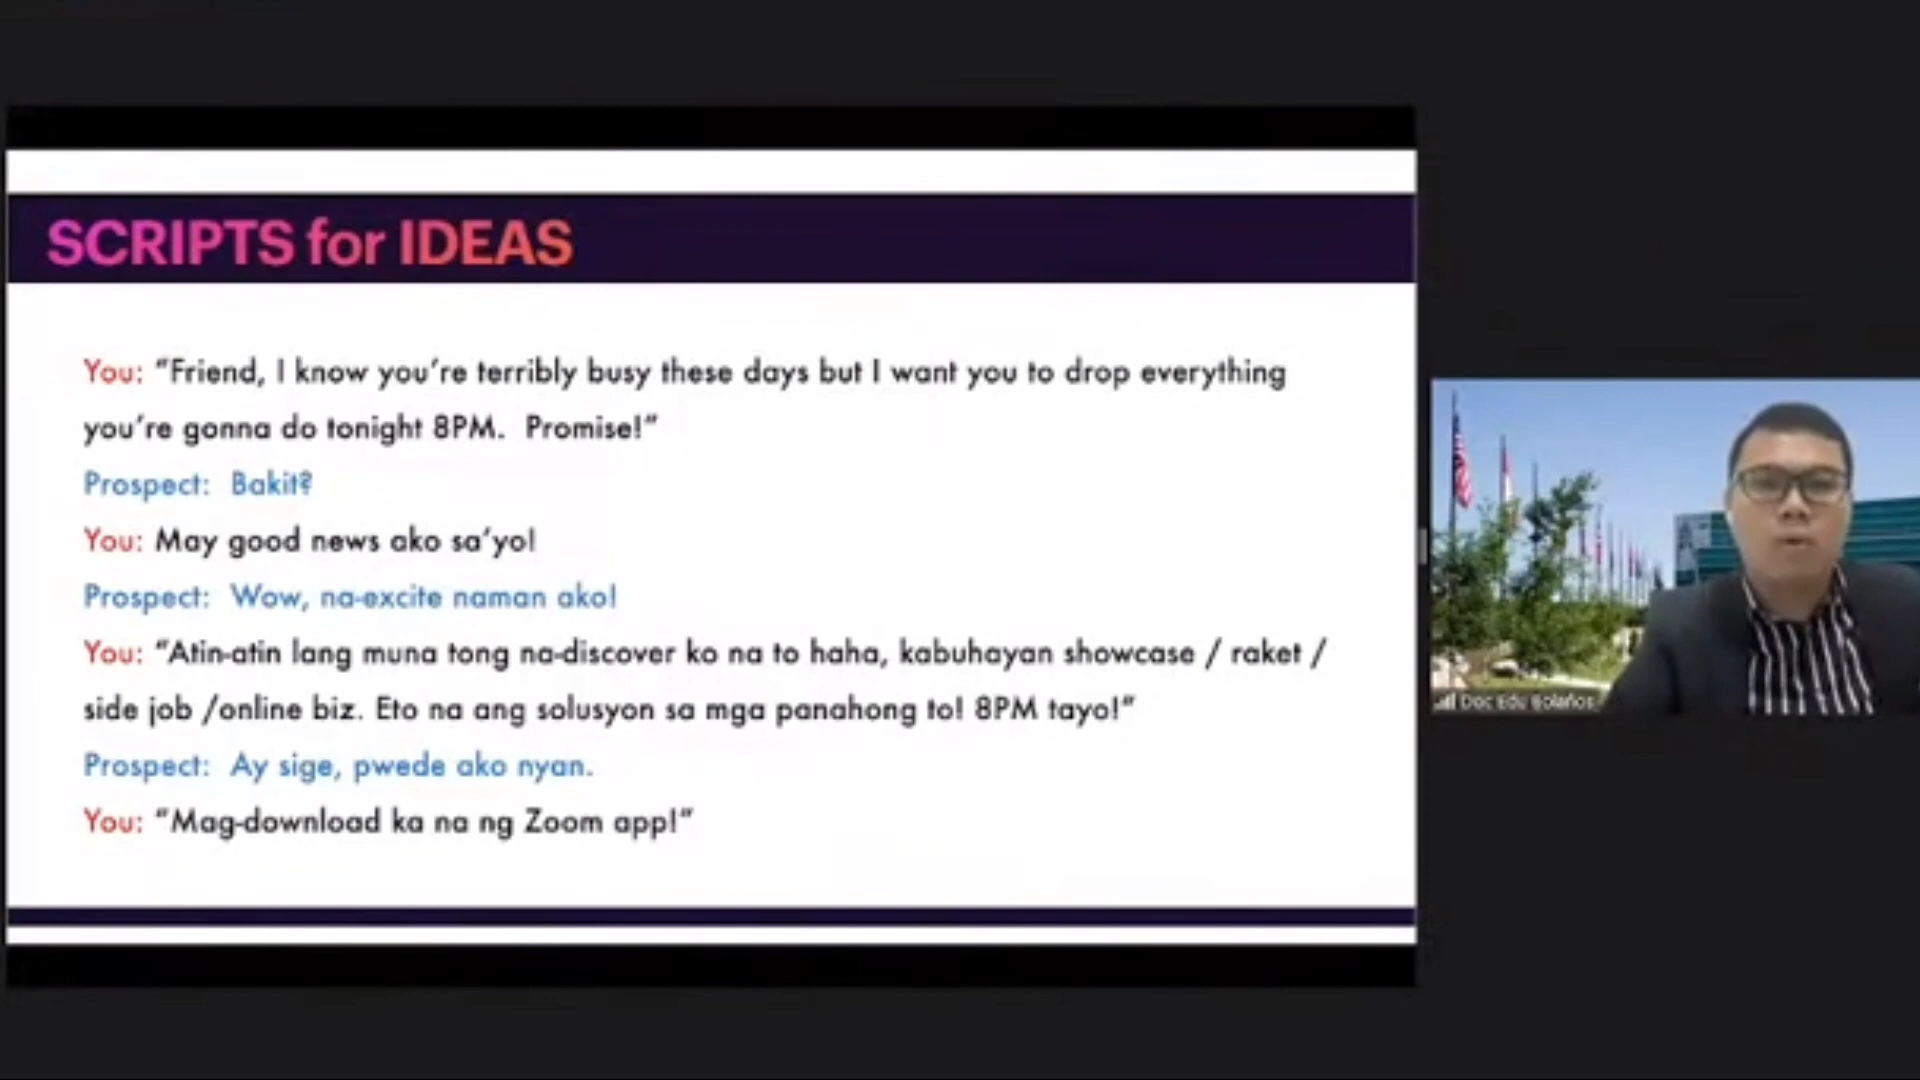 SCRIPTS for IDEAS
You: “Friend, I know you’re terribly busy these days but I want you to drop everything
you’re gonna do tonight 8PM.  Promise!”
Prospect:  Bakit?
You: May good news ako sa’yo!
Prospect:  Wow, na-excite naman ako!
You: “Atin-atin lang muna tong na-discover ko na to haha, kabuhayan showcase / raket /
side job /online biz. Eto na ang solusyon sa mga panahong to! 8PM tayo!”
Prospect:  Ay sige, pwede ako nyan.
You: “Mag-download ka na ng Zoom app!”
Doc Edu Bolaños